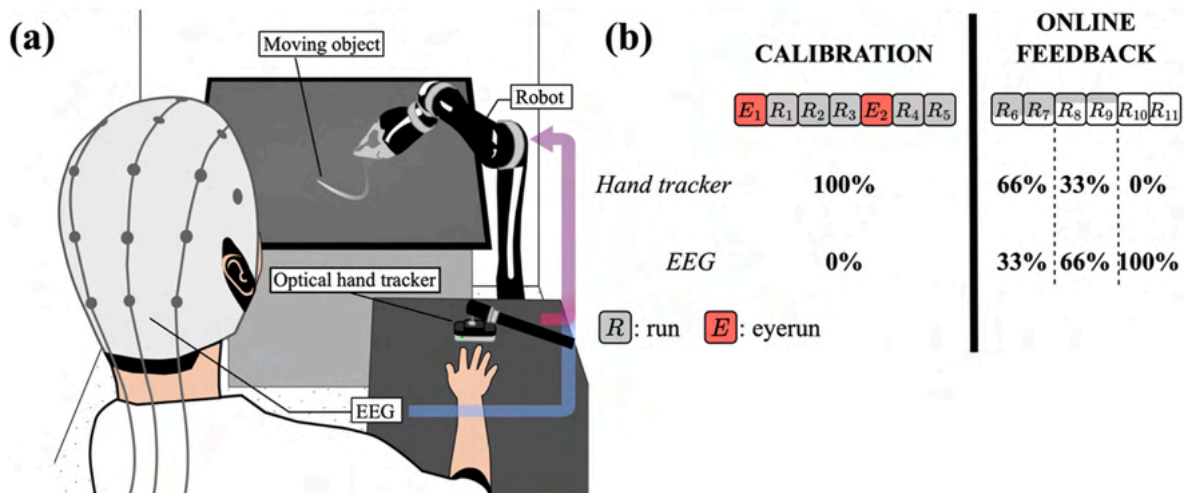 (a)
Moving object
Robot
Optical hand tracker
EEG
(b)
CALIBRATION
ONLINE
FEEDBACK
E1 R1 R2 R3 E2 R4 R5
R6 R7 R8 R9 R10 R11
Hand tracker 100% 66% 33% 0%
EEG 0% 33% 66% 100%
R : run E : eyerun